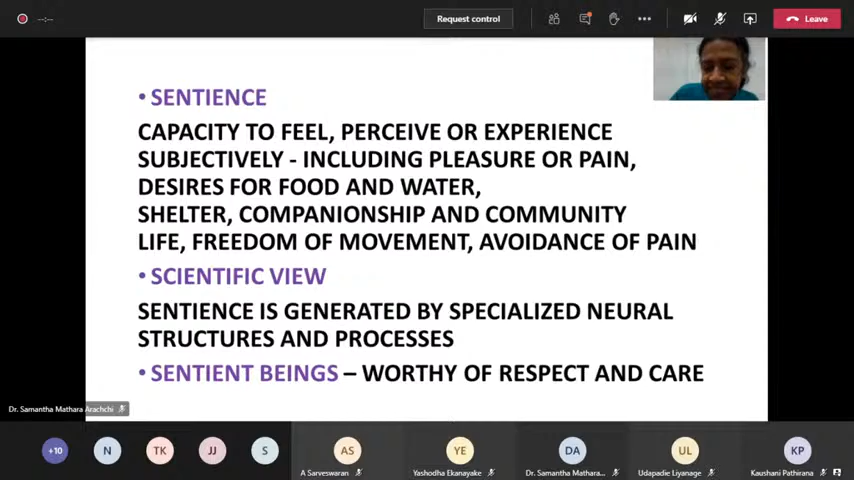 --:--
Request control
Leave
• SENTIENCE
CAPACITY TO FEEL, PERCEIVE OR EXPERIENCE
SUBJECTIVELY - INCLUDING PLEASURE OR PAIN,
DESIRES FOR FOOD AND WATER,
SHELTER, COMPANIONSHIP AND COMMUNITY
LIFE, FREEDOM OF MOVEMENT, AVOIDANCE OF PAIN
• SCIENTIFIC VIEW
SENTIENCE IS GENERATED BY SPECIALIZED NEURAL
STRUCTURES AND PROCESSES
• SENTIENT BEINGS – WORTHY OF RESPECT AND CARE
Dr. Samantha Mathara Arachchi
+10
N
TK
JJ
S
AS
YE
DA
UL
KP
A Sarveswaran
Yashodha Ekanayake
Dr. Samantha Mathara...
Udapadie Liyanage
Kaushani Pathirana